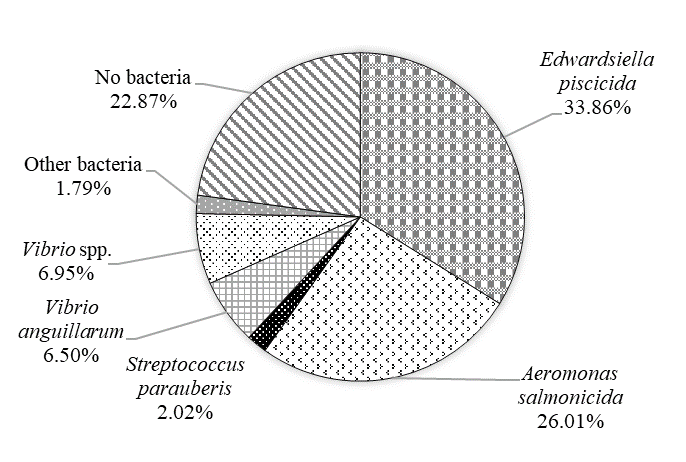 Edwardsiella
piscicida
33.86%
No bacteria
22.87%
Other bacteria
1.79%
Vibrio spp.
6.95%
Vibrio
anguillarum
6.50%
Streptococcus
parauberis
2.02%
Aeromonas
salmonicida
26.01%